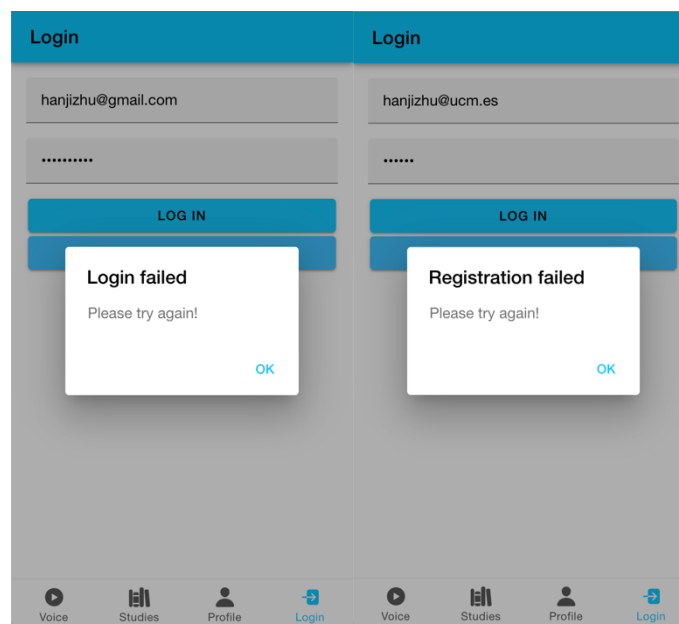 Login
hanjizhu@gmail.com
••••••••••
LOG IN
Login failed
Please try again!
OK
Voice
Studies
Profile
Login
Login
hanjizhu@ucm.es
••••••
LOG IN
Registration failed
Please try again!
OK
Voice
Studies
Profile
Login